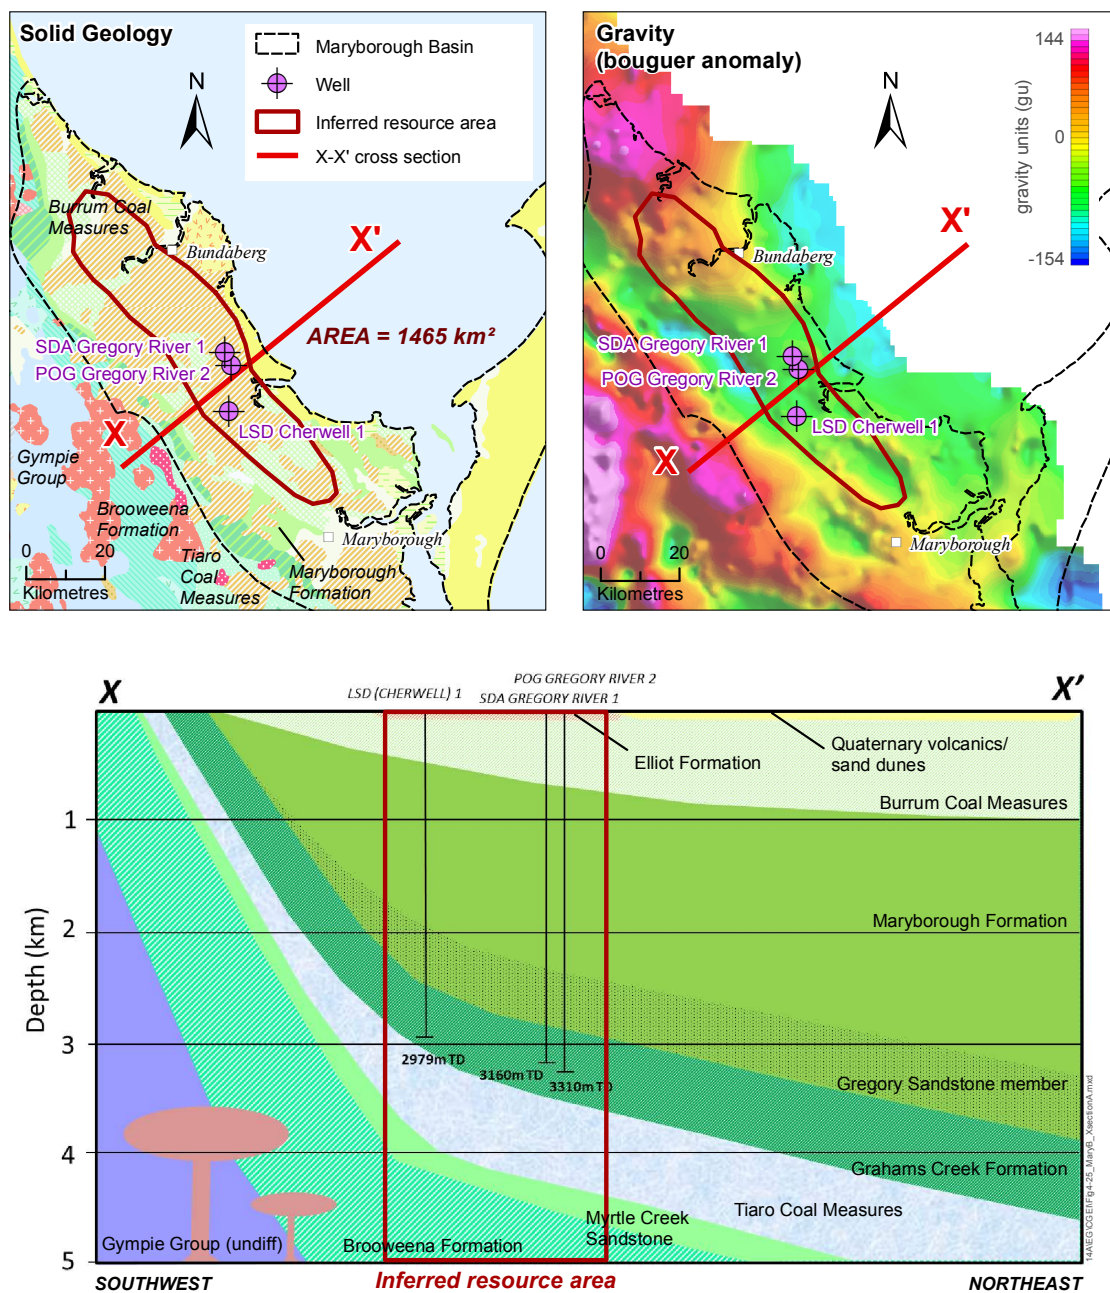 Solid Geology
Maryborough Basin
Well
Inferred resource area
X-X' cross section
N
Burrum Coal
Measures
Bundaberg
X'
AREA = 1465 km²
SDA Gregory River 1
POG Gregory River 2
LSD Cherwell 1
X
Gympie
Group
Brooweena
Formation
Tiaro
Coal
Measures
Maryborough
Formation
Maryborough
0 20
Kilometres
Gravity
(bouguer anomaly)
N
144
0
-154
gravity units (gu)
X'
Bundaberg
SDA Gregory River 1
POG Gregory River 2
LSD Cherwell 1
X
Maryborough
0 20
Kilometres
X
X’
POG GREGORY RIVER 2
LSD (CHERWELL) 1
SDA GREGORY RIVER 1
Elliot Formation
Quaternary volcanics/
sand dunes
Burrum Coal Measures
1
Maryborough Formation
2
Depth (km)
3
2979m TD
3160m TD
3310m TD
Gregory Sandstone member
4
Grahams Creek Formation
Tiaro Coal Measures
Myrtle Creek
Sandstone
Gympie Group (undiff)
Brooweena Formation
5
SOUTHWEST
Inferred resource area
NORTHEAST
14A\EG\CGEI\Fig4-25_MaryB_XsectionA.mxd